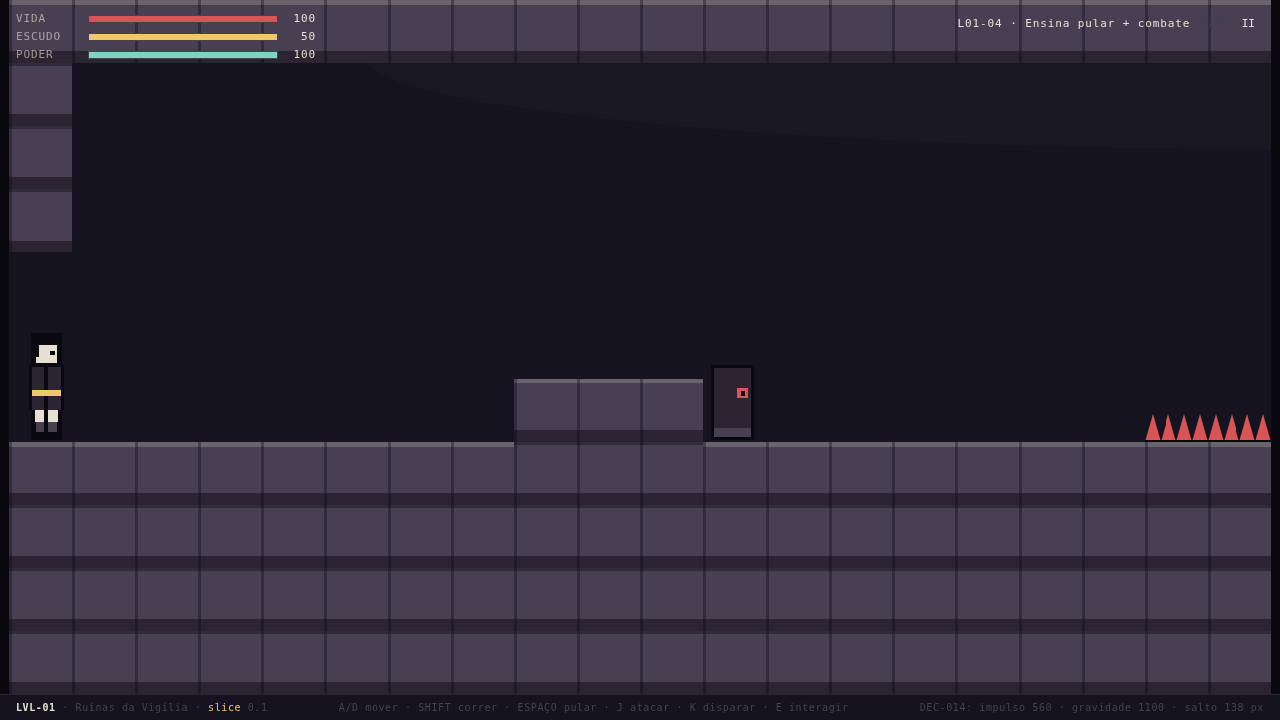 VIDA 100
ESCUDO 50
PODER 100
L01-04 · Ensina pular + combate II
LVL-01 · Ruínas da Vigília · slice 0.1
A/D mover · SHIFT correr · ESPAÇO pular · J atacar · K disparar · E interagir
DEC-014: impulso 560 · gravidade 1100 · salto 138 px